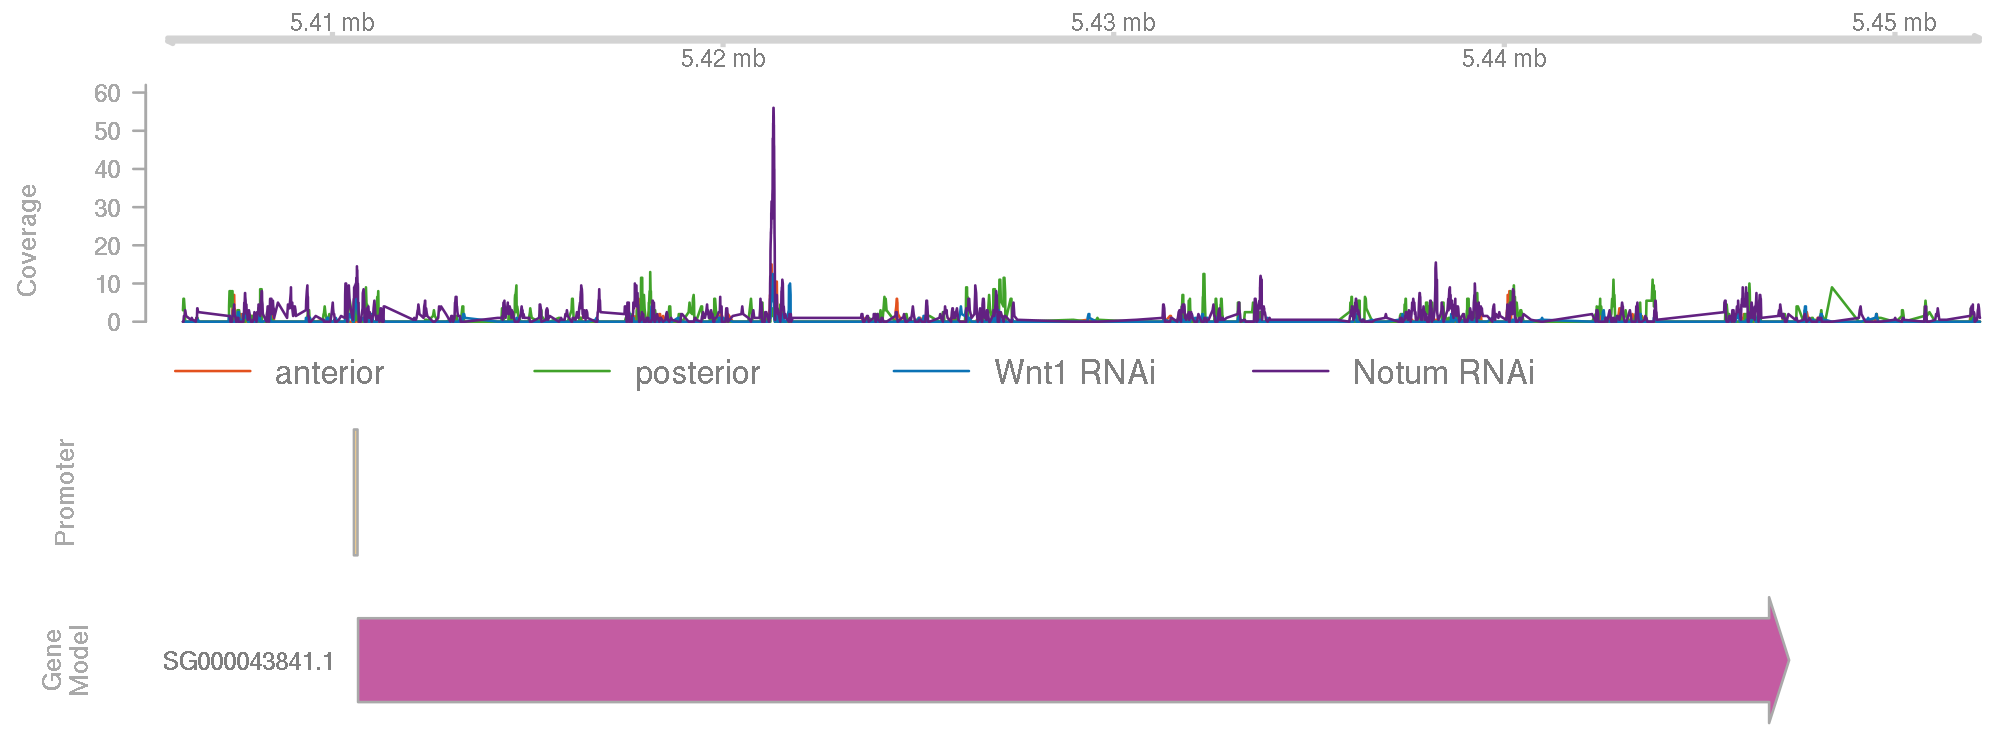 5.41 mb 5.43 mb 5.45 mb
5.42 mb 5.44 mb
Coverage
60
50
40
30
20
10
0
anterior posterior Wnt1 RNAi Notum RNAi
Promoter
Gene
Model
SG000043841.1